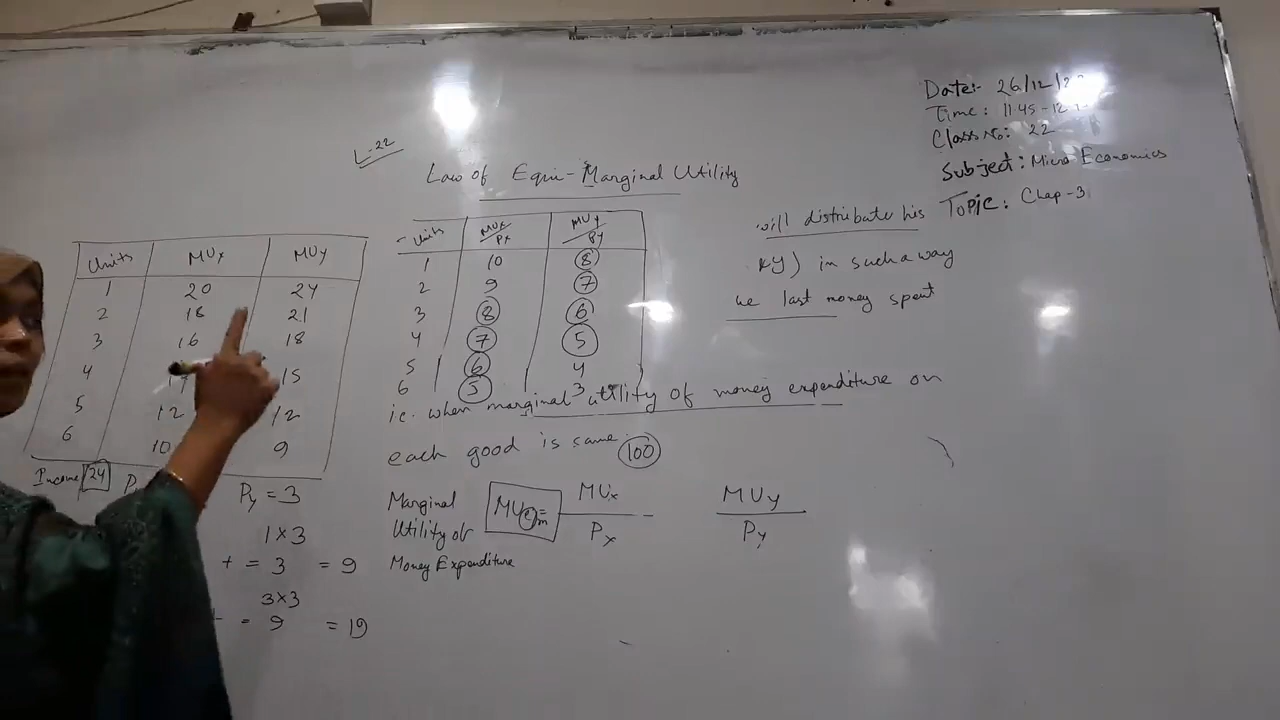 Date:- 26/12/2
Time: 11.45-12.
Class No: 22
Subject: Micro Economics
Topic: Chap-3
L-22
Law of Equi-Marginal Utility
will distribute his
y) in such a way
last money spent
Units MUx MUy
1 20 24
2 18 21
3 16 18
4 15
5 12 12
6 10 9
Income 24
Py = 3
1x3
+ = 3 = 9
3x3
= 9 = 19
Units MUx/Px MUy/Py
1 10 8
2 9 7
3 8 6
4 7 5
5 6 4
6 5 3
i.e. when marginal utility of money expenditure on
each good is same. 100
Marginal Utility of Money Expenditure
MUem = MUx/Px
MUy/Py